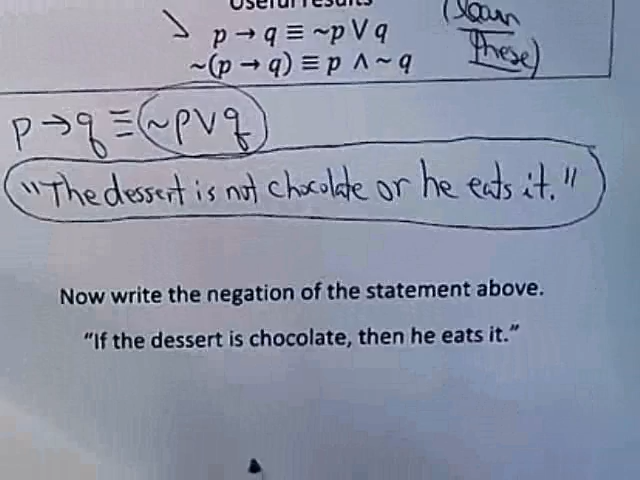 Useful results
p → q ≡ ~p ∨ q
~(p → q) ≡ p ∧ ~ q
(Learn
These)
p → q ≡ ~p ∨ q
"The dessert is not chocolate or he eats it."
Now write the negation of the statement above.
"If the dessert is chocolate, then he eats it."